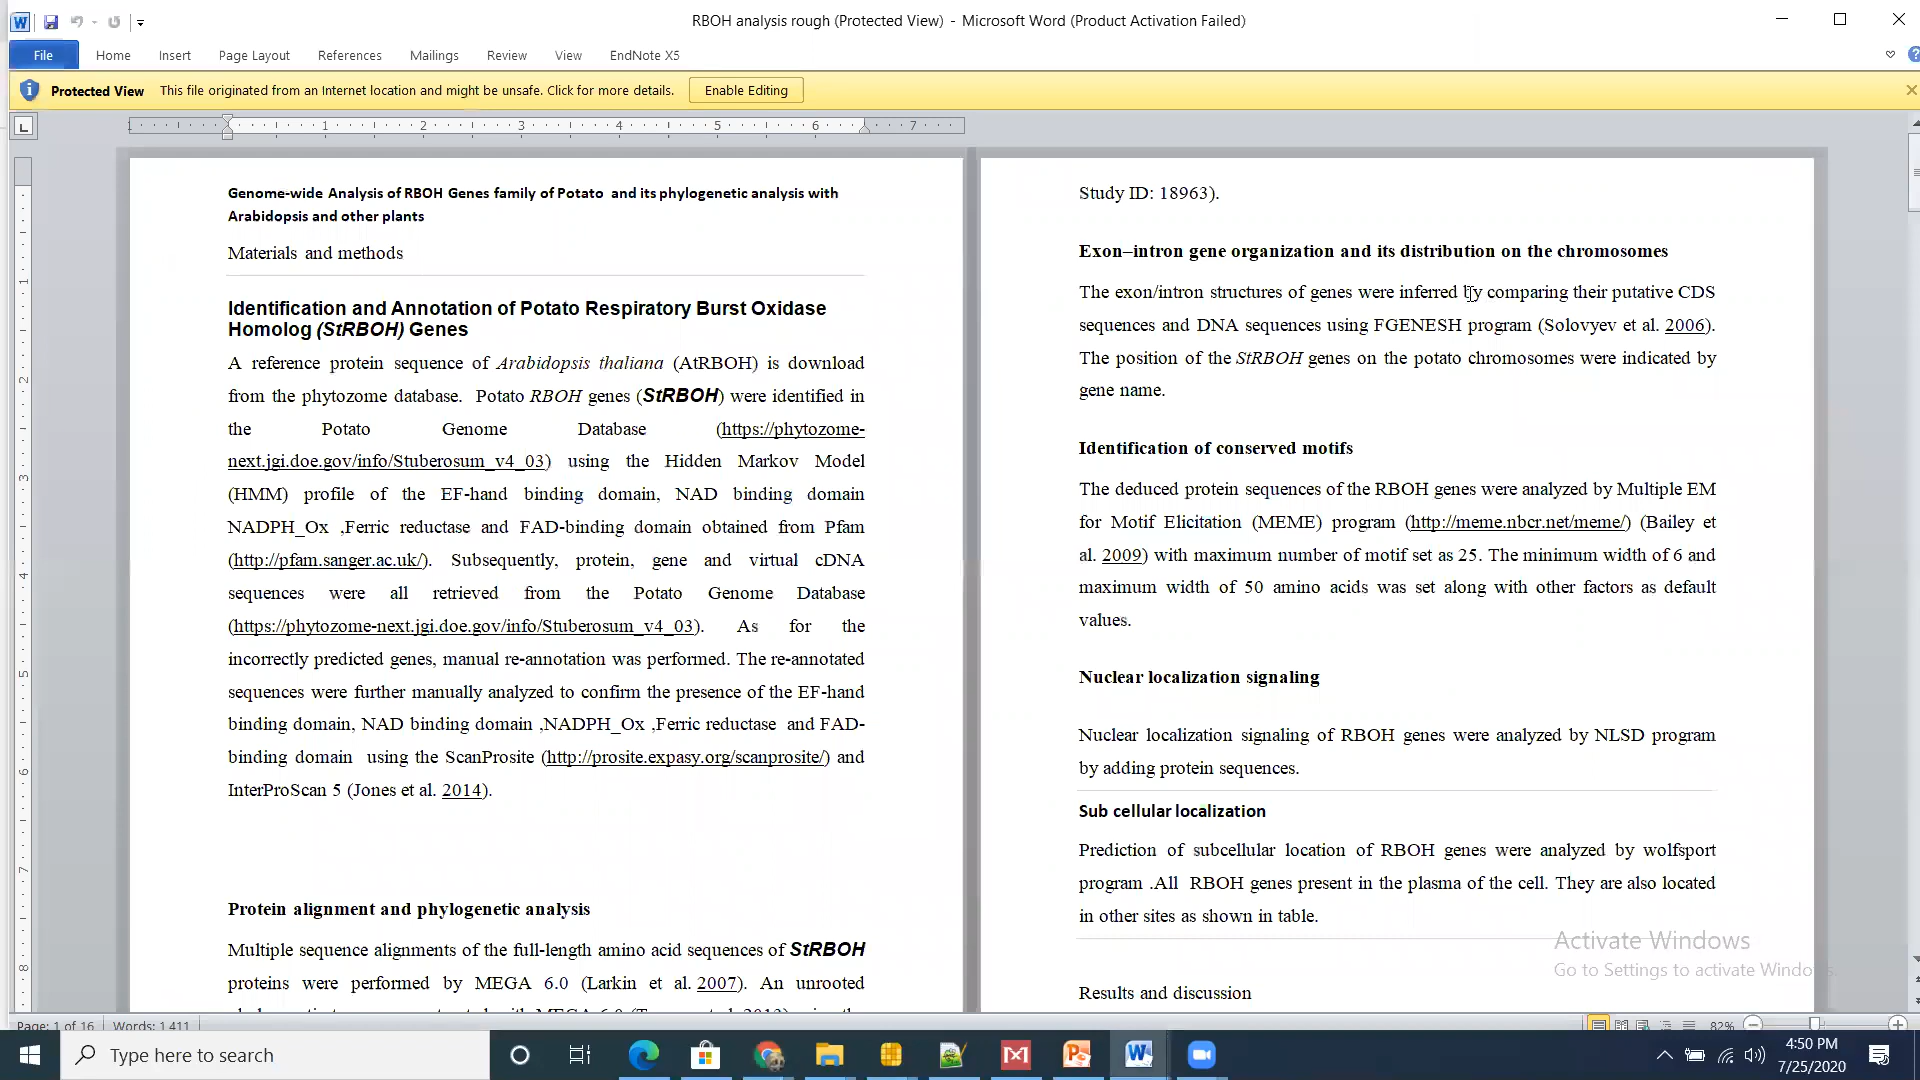 RBOH analysis rough (Protected View) - Microsoft Word (Product Activation Failed)
File Home Insert Page Layout References Mailings Review View EndNote X5
Protected View This file originated from an Internet location and might be unsafe. Click for more details. Enable Editing
1 1 2 3 4 5 6 7
Genome-wide Analysis of RBOH Genes family of Potato and its phylogenetic analysis with
Arabidopsis and other plants
Materials and methods
Identification and Annotation of Potato Respiratory Burst Oxidase
Homolog (StRBOH) Genes
A reference protein sequence of Arabidopsis thaliana (AtRBOH) is download
from the phytozome database. Potato RBOH genes (StRBOH) were identified in
the Potato Genome Database (https://phytozome-
next.jgi.doe.gov/info/Stuberosum_v4_03) using the Hidden Markov Model
(HMM) profile of the EF-hand binding domain, NAD binding domain
NADPH_Ox ,Ferric reductase and FAD-binding domain obtained from Pfam
(http://pfam.sanger.ac.uk/). Subsequently, protein, gene and virtual cDNA
sequences were all retrieved from the Potato Genome Database
(https://phytozome-next.jgi.doe.gov/info/Stuberosum_v4_03). As for the
incorrectly predicted genes, manual re-annotation was performed. The re-annotated
sequences were further manually analyzed to confirm the presence of the EF-hand
binding domain, NAD binding domain ,NADPH_Ox ,Ferric reductase and FAD-
binding domain using the ScanProsite (http://prosite.expasy.org/scanprosite/) and
InterProScan 5 (Jones et al. 2014).
Protein alignment and phylogenetic analysis
Multiple sequence alignments of the full-length amino acid sequences of StRBOH
proteins were performed by MEGA 6.0 (Larkin et al. 2007). An unrooted
Study ID: 18963).
Exon–intron gene organization and its distribution on the chromosomes
The exon/intron structures of genes were inferred by comparing their putative CDS
sequences and DNA sequences using FGENESH program (Solovyev et al. 2006).
The position of the StRBOH genes on the potato chromosomes were indicated by
gene name.
Identification of conserved motifs
The deduced protein sequences of the RBOH genes were analyzed by Multiple EM
for Motif Elicitation (MEME) program (http://meme.nbcr.net/meme/) (Bailey et
al. 2009) with maximum number of motif set as 25. The minimum width of 6 and
maximum width of 50 amino acids was set along with other factors as default
values.
Nuclear localization signaling
Nuclear localization signaling of RBOH genes were analyzed by NLSD program
by adding protein sequences.
Sub cellular localization
Prediction of subcellular location of RBOH genes were analyzed by wolfsport
program .All RBOH genes present in the plasma of the cell. They are also located
in other sites as shown in table.
Results and discussion
Activate Windows
Go to Settings to activate Windows.
Page: 1 of 16 Words: 1,411 82%
Type here to search
4:50 PM
7/25/2020